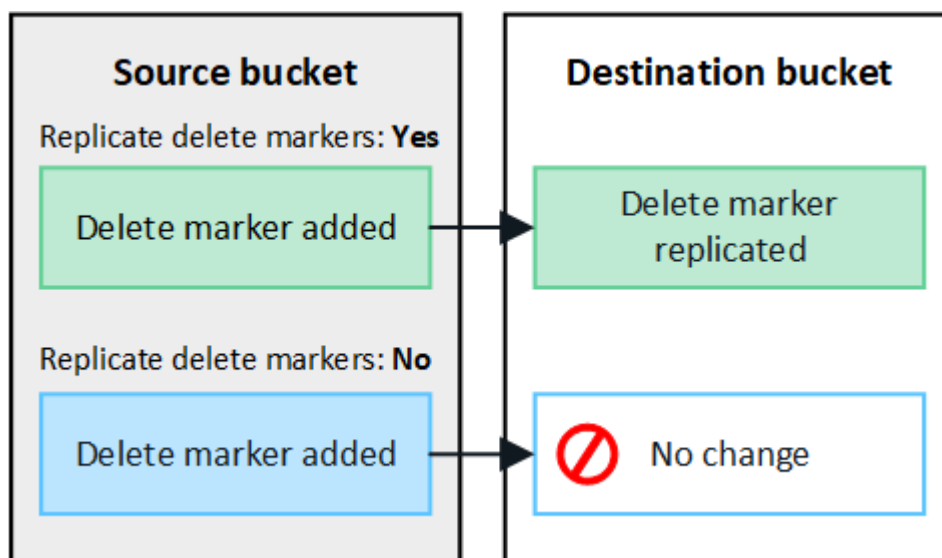 Source bucket
Replicate delete markers: Yes
Delete marker added
Replicate delete markers: No
Delete marker added
Destination bucket
Delete marker
replicated
No change